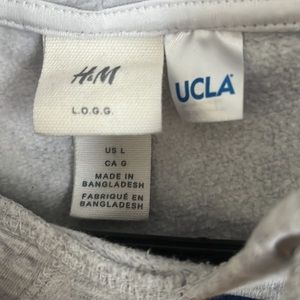 H&M
L.O.G.G.
UCLA
US L
CA G
MADE IN
BANGLADESH
FABRIQUÉ EN
BANGLADESH